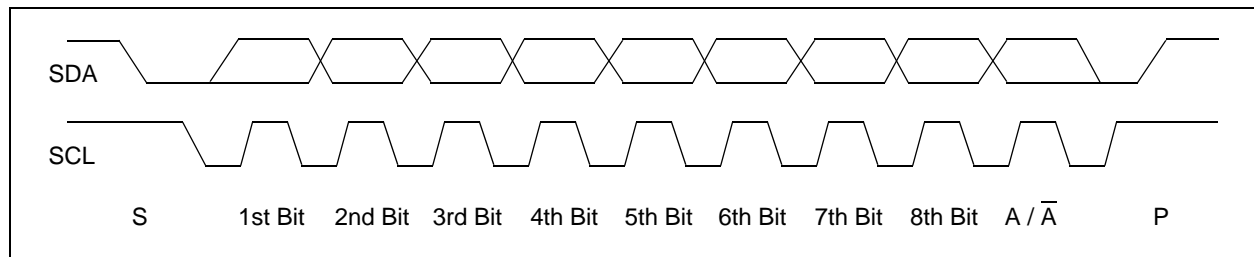 SDA
SCL
S 1st Bit 2nd Bit 3rd Bit 4th Bit 5th Bit 6th Bit 7th Bit 8th Bit A / A̅ P